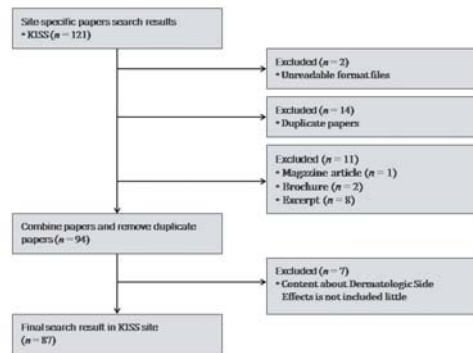 Site-specific papers search results
• KISS (n = 121)
Excluded (n = 2)
• Unreadable format files
Excluded (n = 14)
• Duplicate papers
Excluded (n = 11)
• Magazine article (n = 1)
• Brochure (n = 2)
• Excerpt (n = 8)
Combine papers and remove duplicate
papers (n = 94)
Excluded (n = 7)
• Content about Dermatologic Side
Effects is not included little
Final search result in KISS site
(n = 87)